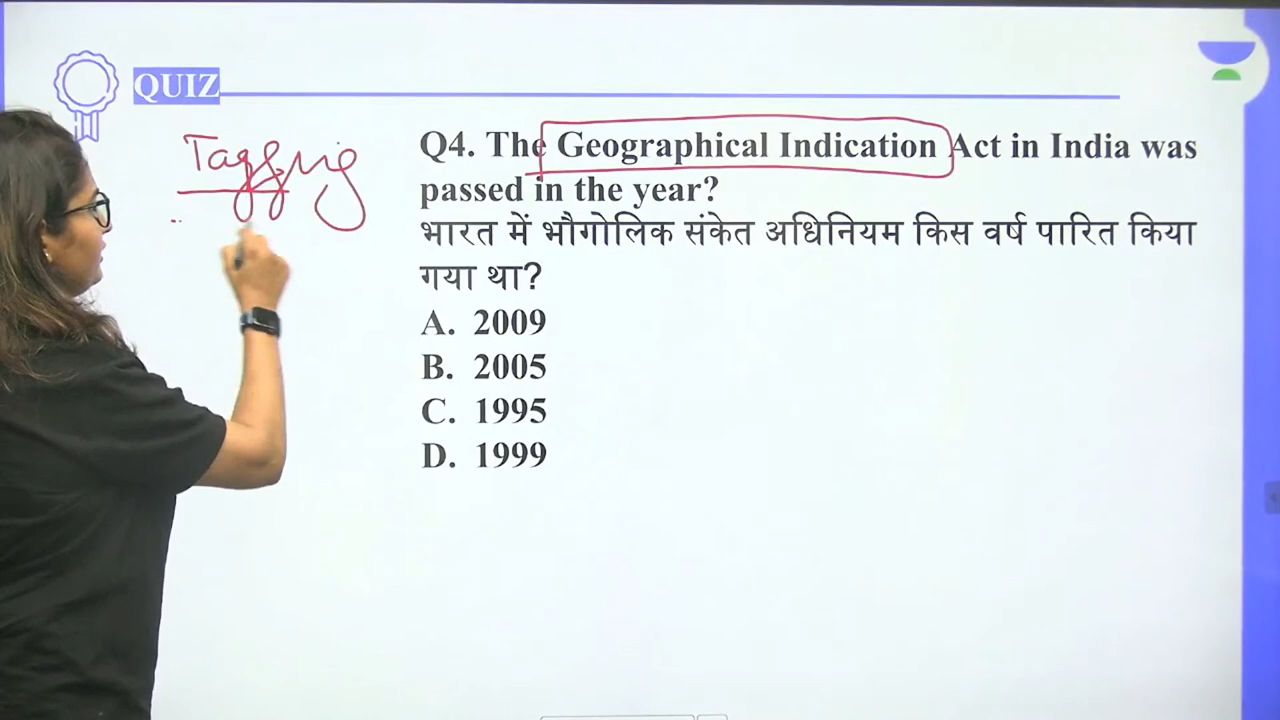 QUIZ
Tagging
Q4. The Geographical Indication Act in India was
passed in the year?
भारत में भौगोलिक संकेत अधिनियम किस वर्ष पारित किया
गया था?
A. 2009
B. 2005
C. 1995
D. 1999